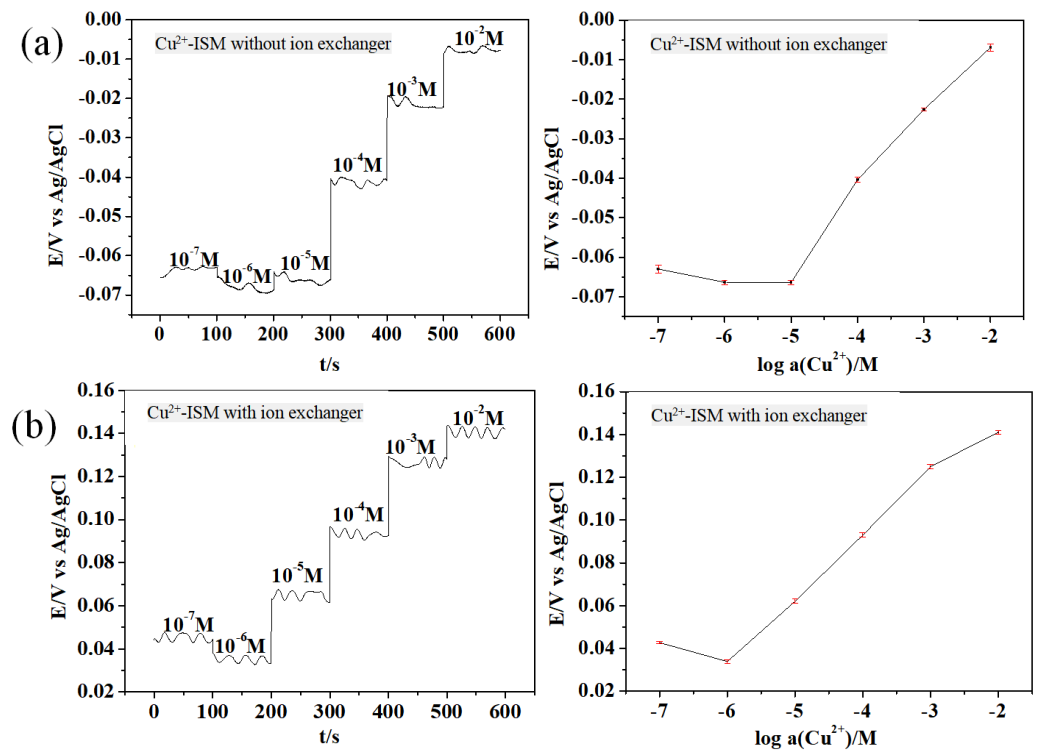 (a)
Cu²⁺-ISM without ion exchanger
0.00
-0.01
-0.02
-0.03
-0.04
-0.05
-0.06
-0.07
E/V vs Ag/AgCl
10⁻⁷M
10⁻⁶M
10⁻⁵M
10⁻⁴M
10⁻³M
10⁻²M
0 100 200 300 400 500 600
t/s
Cu²⁺-ISM without ion exchanger
0.00
-0.01
-0.02
-0.03
-0.04
-0.05
-0.06
-0.07
E/V vs Ag/AgCl
-7 -6 -5 -4 -3 -2
log a(Cu²⁺)/M
(b)
Cu²⁺-ISM with ion exchanger
0.16
0.14
0.12
0.10
0.08
0.06
0.04
0.02
E/V vs Ag/AgCl
10⁻⁷M
10⁻⁶M
10⁻⁵M
10⁻⁴M
10⁻³M
10⁻²M
0 100 200 300 400 500 600
t/s
Cu²⁺-ISM with ion exchanger
0.16
0.14
0.12
0.10
0.08
0.06
0.04
0.02
E/V vs Ag/AgCl
-7 -6 -5 -4 -3 -2
log a(Cu²⁺)/M